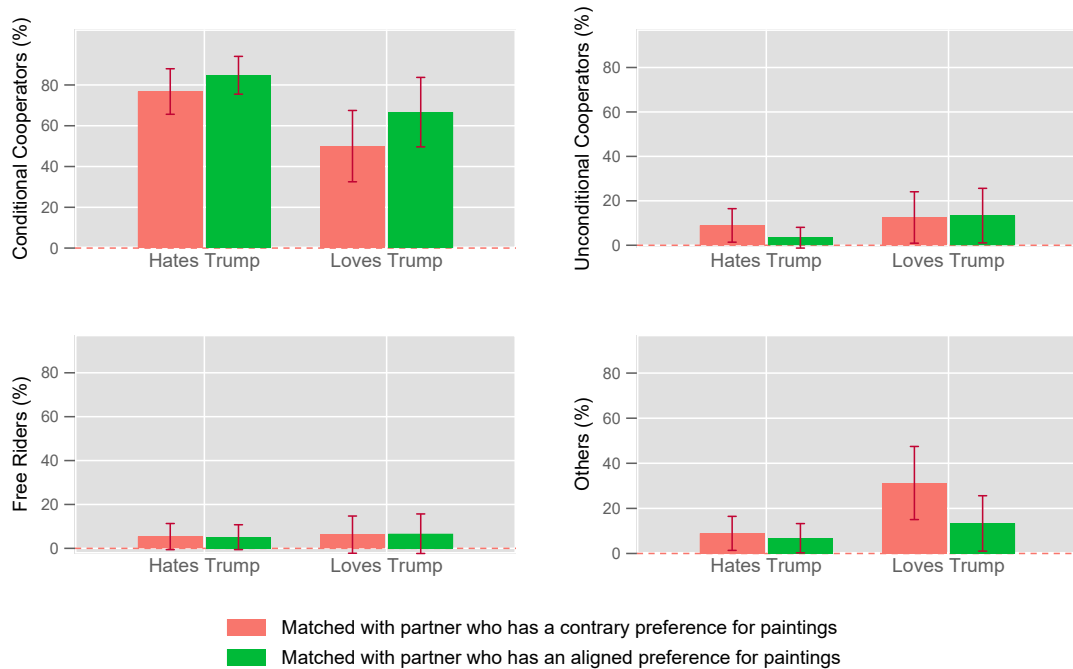 Conditional Cooperators (%)
80
60
40
20
0
Hates Trump Loves Trump
Unconditional Cooperators (%)
80
60
40
20
0
Hates Trump Loves Trump
Free Riders (%)
80
60
40
20
0
Hates Trump Loves Trump
Others (%)
80
60
40
20
0
Hates Trump Loves Trump
Matched with partner who has a contrary preference for paintings
Matched with partner who has an aligned preference for paintings